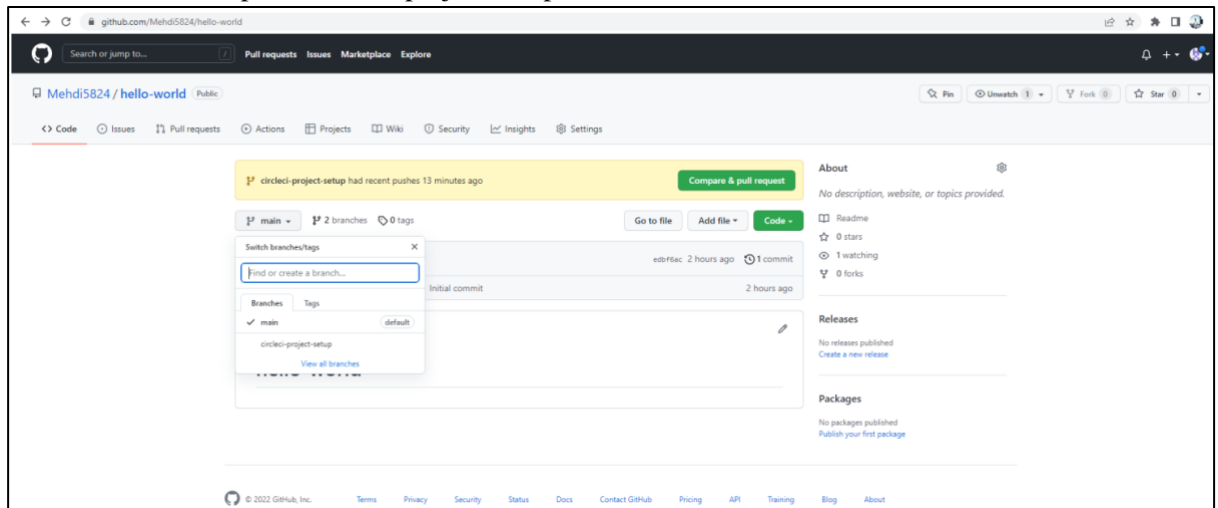 github.com/Mehdi5824/hello-world
Search or jump to... / Pull requests Issues Marketplace Explore
Mehdi5824 / hello-world Public
Pin Unwatch 1 Fork 0 Star 0
Code Issues Pull requests Actions Projects Wiki Security Insights Settings
circleci-project-setup had recent pushes 13 minutes ago Compare & pull request
main 2 branches 0 tags Go to file Add file Code
Switch branches/tags
edbf6ac 2 hours ago 1 commit
Find or create a branch...
Initial commit 2 hours ago
Branches Tags
main default
circleci-project-setup
View all branches
About
No description, website, or topics provided.
Readme
0 stars
1 watching
0 forks
Releases
No releases published
Create a new release
Packages
No packages published
Publish your first package
© 2022 GitHub, Inc. Terms Privacy Security Status Docs Contact GitHub Pricing API Training Blog About